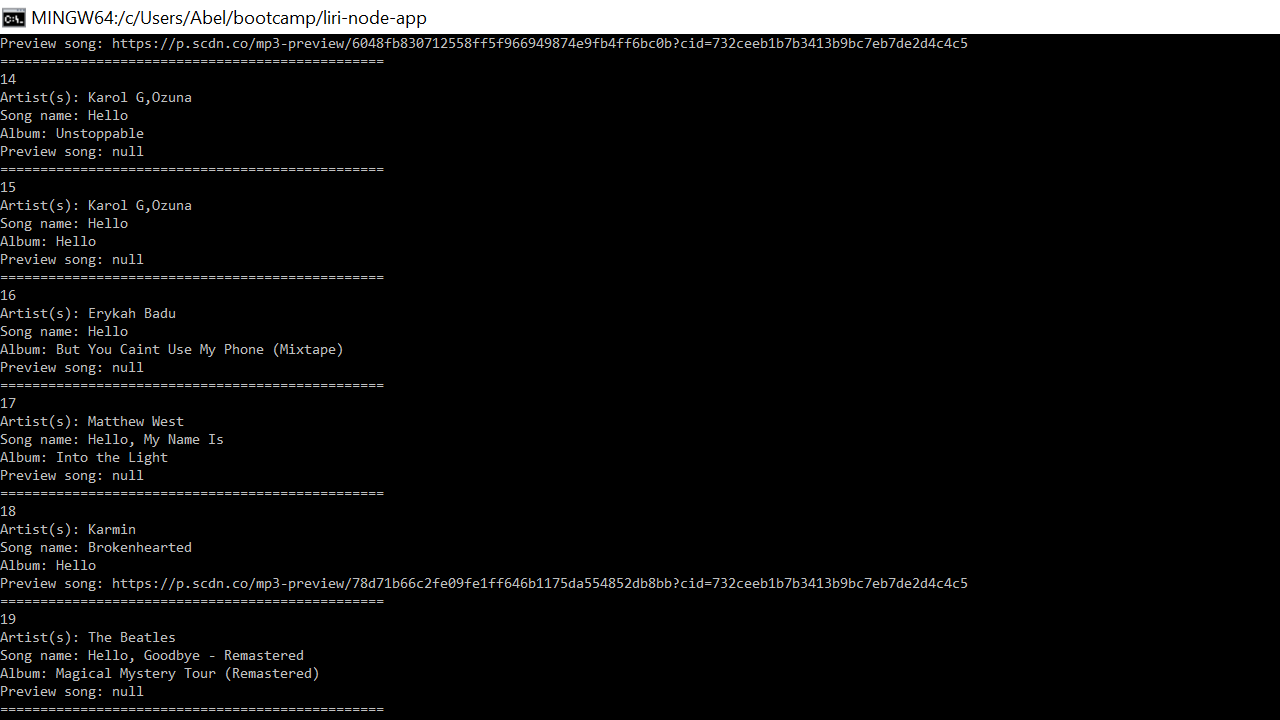 MINGW64:/c/Users/Abel/bootcamp/liri-node-app
Preview song: https://p.scdn.co/mp3-preview/6048fb830712558ff5f966949874e9fb4ff6bc0b?cid=732ceeb1b7b3413b9bc7eb7de2d4c4c5
================================================
14
Artist(s): Karol G,Ozuna
Song name: Hello
Album: Unstoppable
Preview song: null
================================================
15
Artist(s): Karol G,Ozuna
Song name: Hello
Album: Hello
Preview song: null
================================================
16
Artist(s): Erykah Badu
Song name: Hello
Album: But You Caint Use My Phone (Mixtape)
Preview song: null
================================================
17
Artist(s): Matthew West
Song name: Hello, My Name Is
Album: Into the Light
Preview song: null
================================================
18
Artist(s): Karmin
Song name: Brokenhearted
Album: Hello
Preview song: https://p.scdn.co/mp3-preview/78d71b66c2fe09fe1ff646b1175da554852db8bb?cid=732ceeb1b7b3413b9bc7eb7de2d4c4c5
================================================
19
Artist(s): The Beatles
Song name: Hello, Goodbye - Remastered
Album: Magical Mystery Tour (Remastered)
Preview song: null
================================================